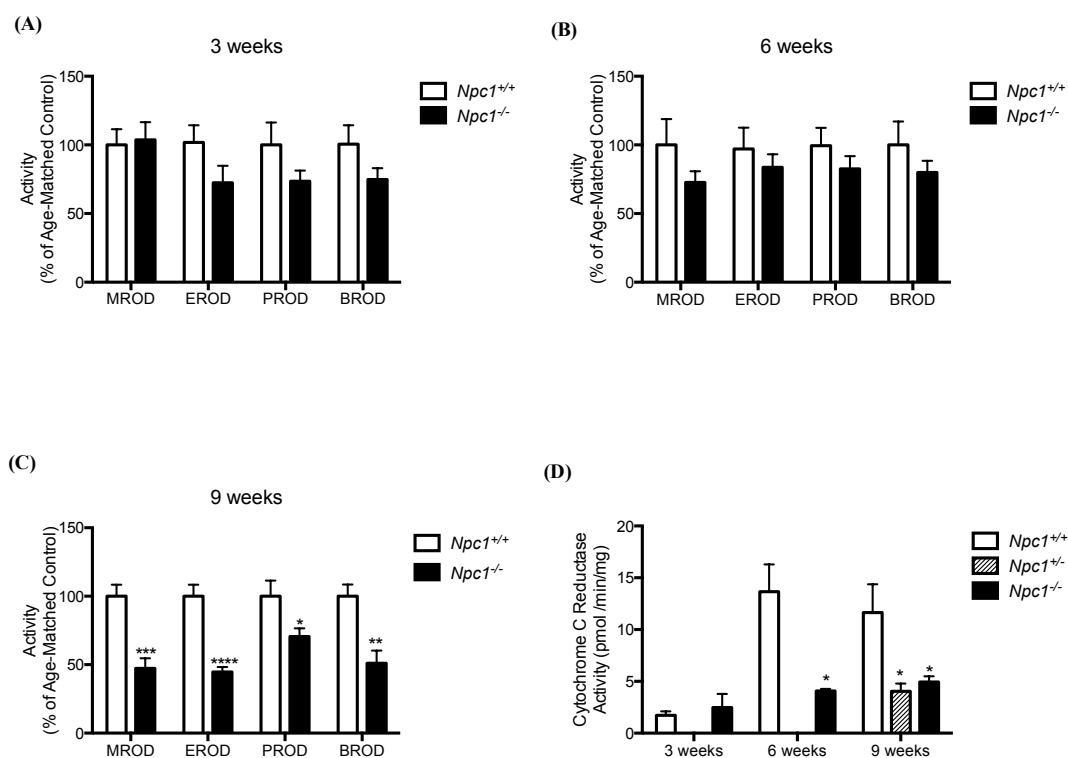 (A)
3 weeks
Activity
(% of Age-Matched Control)
150
100
50
0
MROD EROD PROD BROD
Npc1+/+
Npc1-/-
(B)
6 weeks
Activity
(% of Age-Matched Control)
150
100
50
0
MROD EROD PROD BROD
Npc1+/+
Npc1-/-
(C)
9 weeks
Activity
(% of Age-Matched Control)
150
100
50
0
*** **** * **
MROD EROD PROD BROD
Npc1+/+
Npc1-/-
(D)
Cytochrome C Reductase
Activity (pmol /min/mg)
20
15
10
5
0
* * *
3 weeks 6 weeks 9 weeks
Npc1+/+
Npc1+/-
Npc1-/-